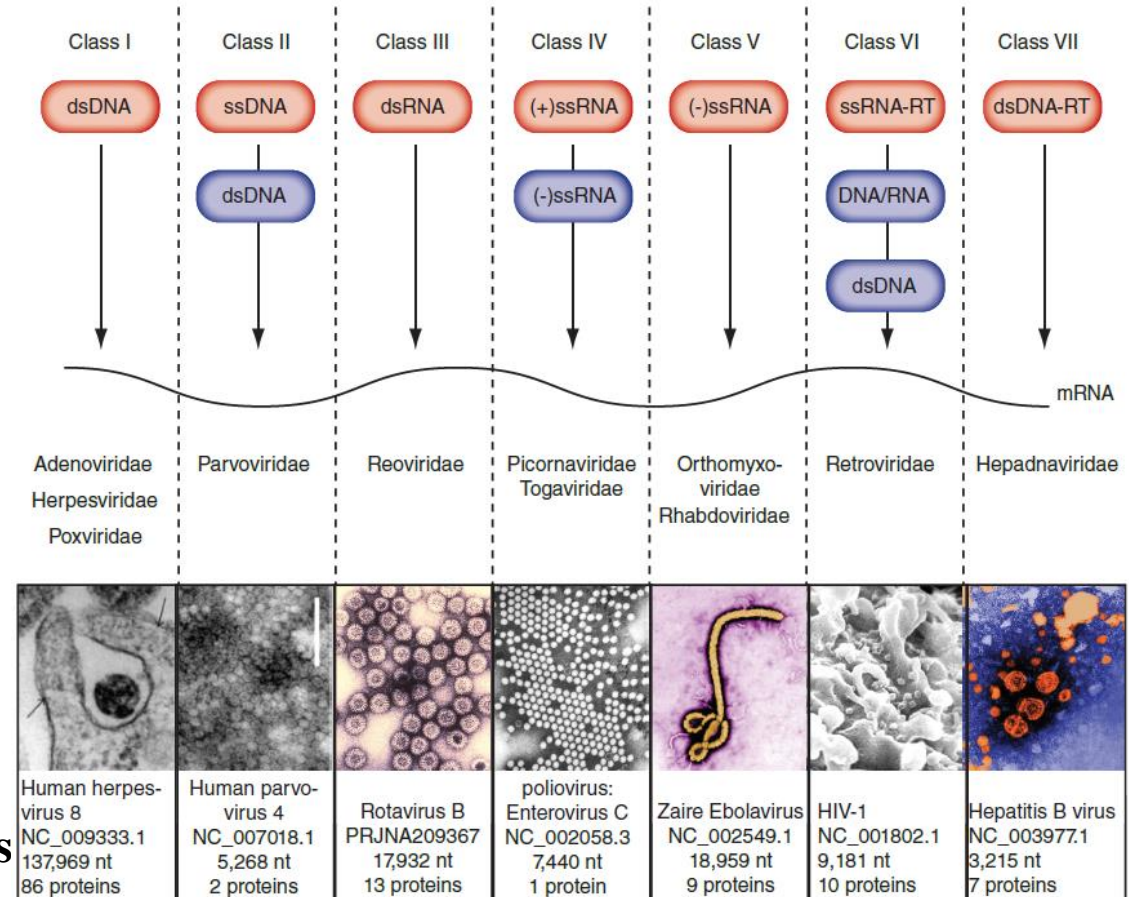 Class I
Class II
Class III
Class IV
Class V
Class VI
Class VII
dsDNA
ssDNA
dsRNA
(+)ssRNA
(-)ssRNA
ssRNA-RT
dsDNA-RT
dsDNA
(-)ssRNA
DNA/RNA
dsDNA
mRNA
Adenoviridae
Herpesviridae
Poxviridae
Parvoviridae
Reoviridae
Picornaviridae
Togaviridae
Orthomyxo-
viridae
Rhabdoviridae
Retroviridae
Hepadnaviridae
Human herpes-
virus 8
NC_009333.1
137,969 nt
86 proteins
Human parvo-
virus 4
NC_007018.1
5,268 nt
2 proteins
Rotavirus B
PRJNA209367
17,932 nt
13 proteins
poliovirus:
Enterovirus C
NC_002058.3
7,440 nt
1 protein
Zaire Ebolavirus
NC_002549.1
18,959 nt
9 proteins
HIV-1
NC_001802.1
9,181 nt
10 proteins
Hepatitis B virus
NC_003977.1
3,215 nt
7 proteins
s